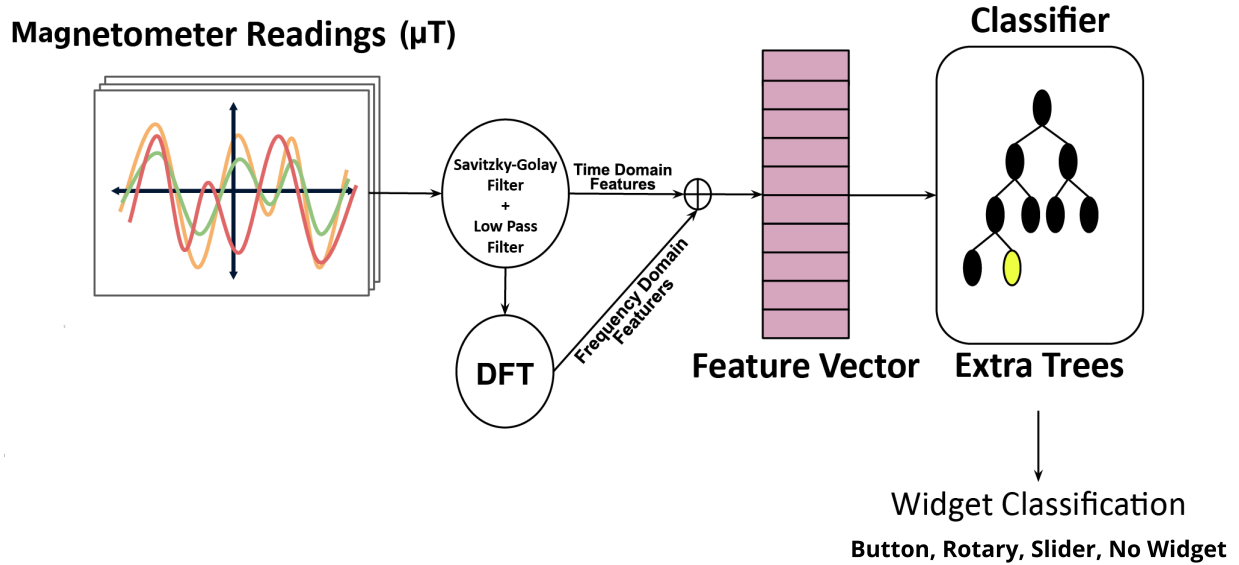 Magnetometer Readings (µT)
Classifier
Savitzky-Golay
Filter
+
Low Pass
Filter
Time Domain
Features
DFT
Frequency Domain
Featurers
Feature Vector
Extra Trees
Widget Classification
Button, Rotary, Slider, No Widget